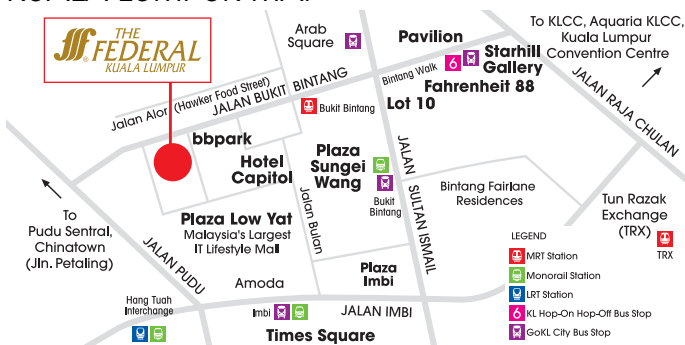 THE
FEDERAL
KUALA LUMPUR
Arab
Square
Pavilion
To KLCC, Aquaria KLCC,
Kuala Lumpur
Convention Centre
Starhill
Gallery
6
Bintang Walk
Fahrenheit 88
JALAN RAJA CHULAN
Jalan Alor (Hawker Food Street)
JALAN BUKIT BINTANG
Bukit Bintang
Lot 10
bbpark
Hotel
Capitol
Plaza
Sungei
Wang
Bukit
Bintang
JALAN SULTAN ISMAIL
Bintang Fairlane
Residences
Tun Razak
Exchange
(TRX)
TRX
To
Pudu Sentral,
Chinatown
(Jln. Petaling)
Plaza Low Yat
Malaysia's Largest
IT Lifestyle Mall
Jalan Bulan
JALAN PUDU
Plaza
Imbi
Amoda
Hang Tuah
Interchange
Imbi
JALAN IMBI
Times Square
LEGEND
MRT Station
Monorail Station
LRT Station
6 KL Hop-On Hop-Off Bus Stop
GoKL City Bus Stop